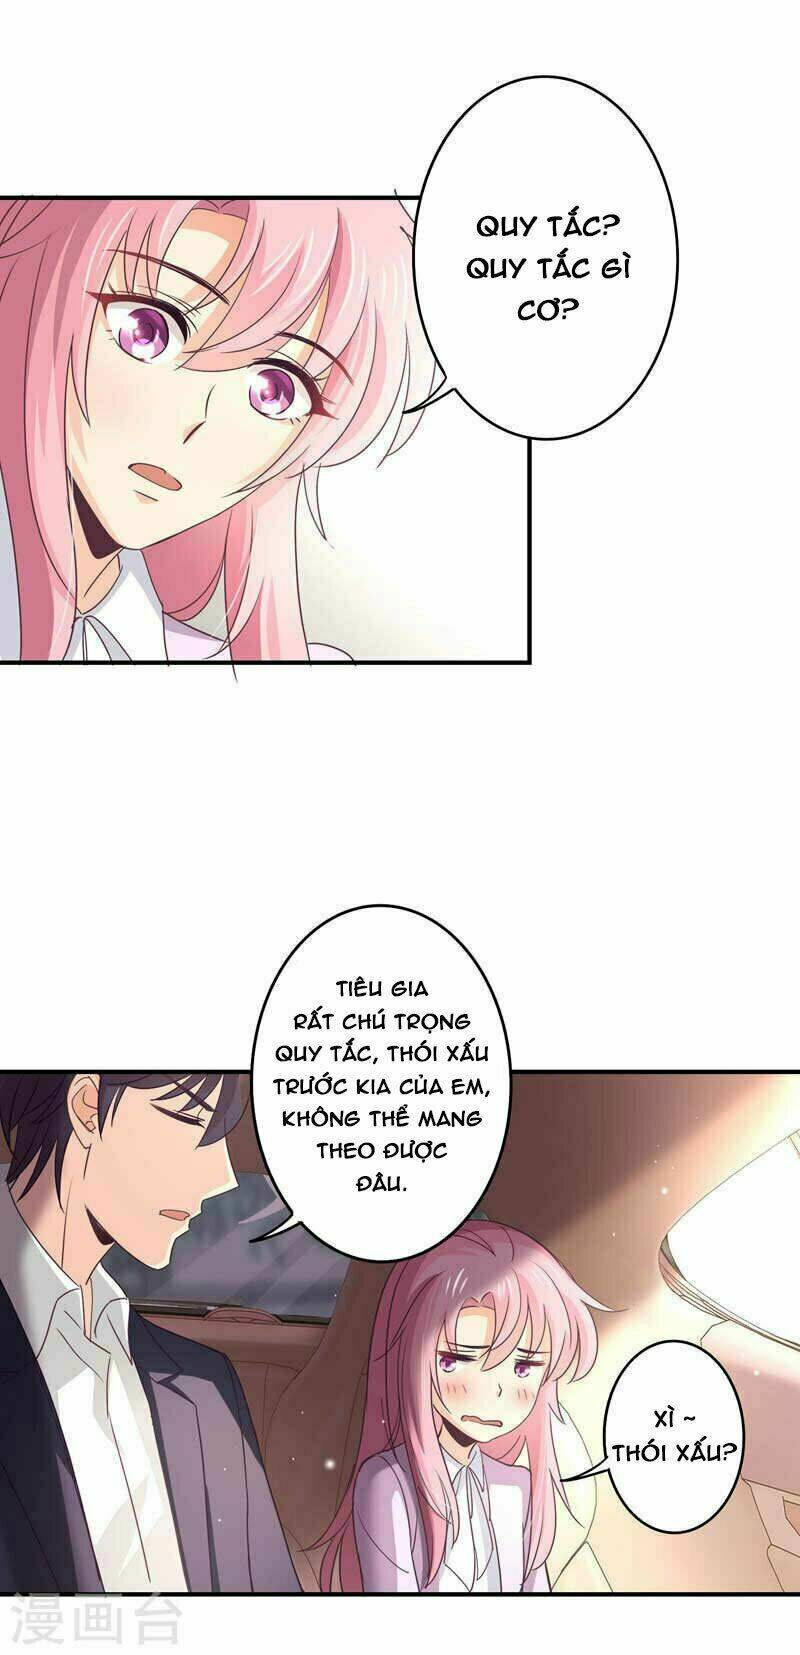 QUY TẮC?
QUY TẮC GÌ
CƠ?
TIÊU GIA
RẤT CHÚ TRỌNG
QUY TẮC, THÓI XẤU
TRƯỚC KIA CỦA EM,
KHÔNG THỂ MANG
THEO ĐƯỢC
ĐÂU.
XÌ ~
THÓI XẤU?
漫画台